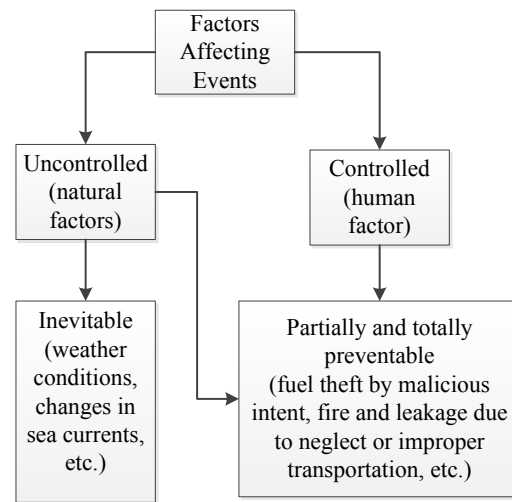 Factors
Affecting
Events
Uncontrolled
(natural
factors)
Controlled
(human
factor)
Inevitable
(weather
conditions,
changes in
sea currents,
etc.)
Partially and totally
preventable
(fuel theft by malicious
intent, fire and leakage due
to neglect or improper
transportation, etc.)